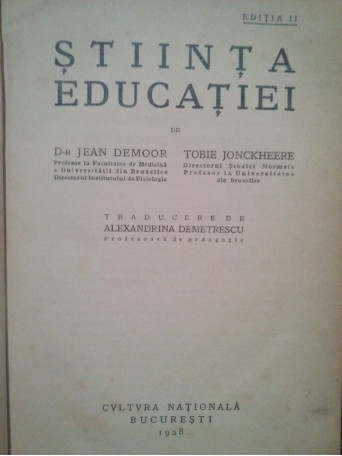 EDIȚIA II
ȘTIINȚA
EDUCAȚIEI
DE
D-R JEAN DEMOOR
Profesor la Facultatea de Medicină
a Universității din Bruxelles
Directorul Institutului de Fiziologie
TOBIE JONCKHEERE
Directorul Școalei Normale
Profesor la Universitatea
din Bruxelles
TRADUCERE DE
ALEXANDRINA DEMETRESCU
Profesoară de pedagogie
CVLTVRA NAȚIONALĂ
BUCUREȘTI
1928